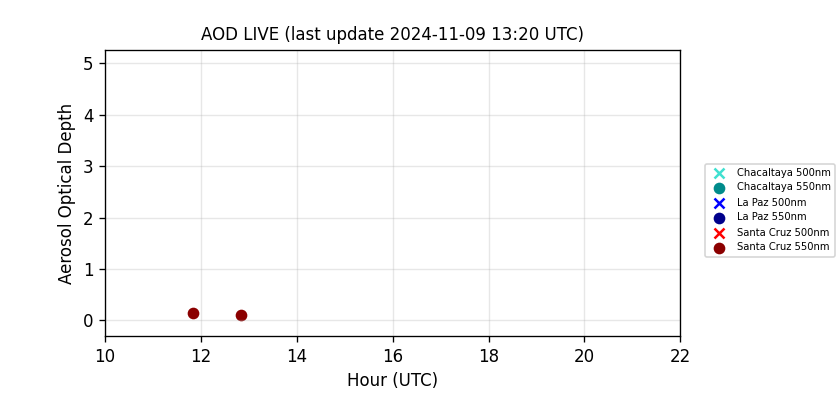 AOD LIVE (last update 2024-11-09 13:20 UTC)
Aerosol Optical Depth
5
4
3
2
1
0
10 12 14 16 18 20 22
Hour (UTC)
Chacaltaya 500nm
Chacaltaya 550nm
La Paz 500nm
La Paz 550nm
Santa Cruz 500nm
Santa Cruz 550nm